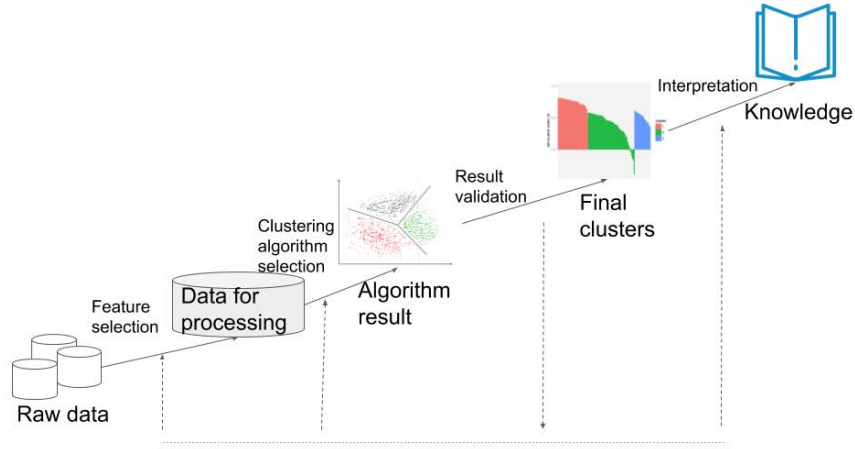 Raw data
Feature
selection
Data for
processing
Clustering
algorithm
selection
Algorithm
result
Result
validation
Final
clusters
Interpretation
Knowledge